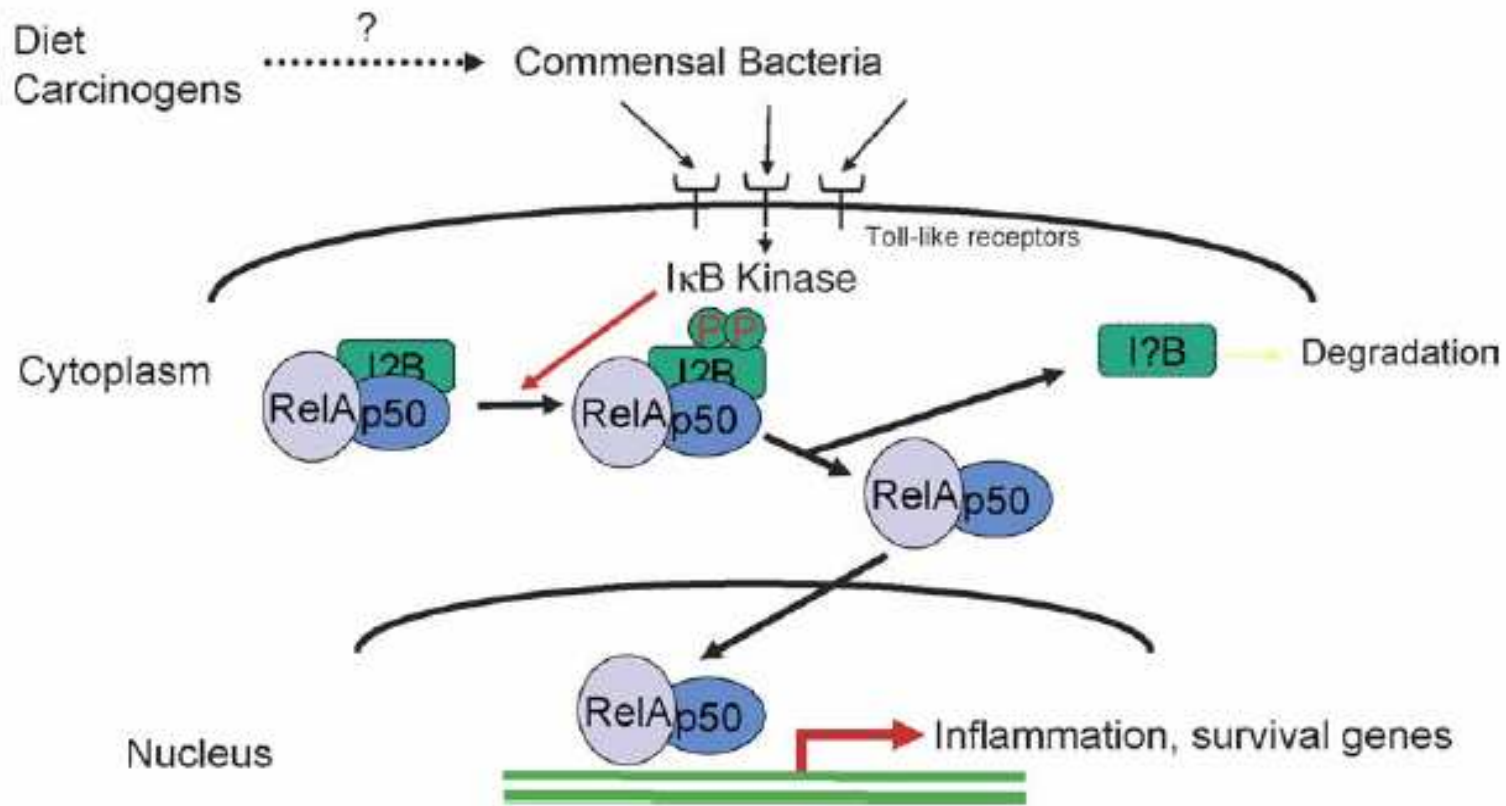 Diet
Carcinogens
?
Commensal Bacteria
Toll-like receptors
IκB Kinase
P P
Cytoplasm
I?B
RelA p50
I?B
RelA p50
I?B
Degradation
RelA p50
RelA p50
Nucleus
Inflammation, survival genes